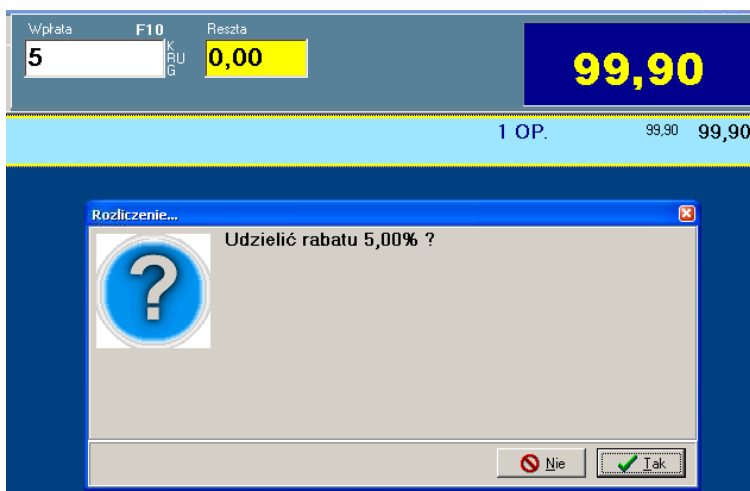 Wpłata F10 Reszta
5 KRUG 0,00
99,90
1 OP. 99,90 99,90
Rozliczenie...
Udzielić rabatu 5,00% ?
Nie Tak